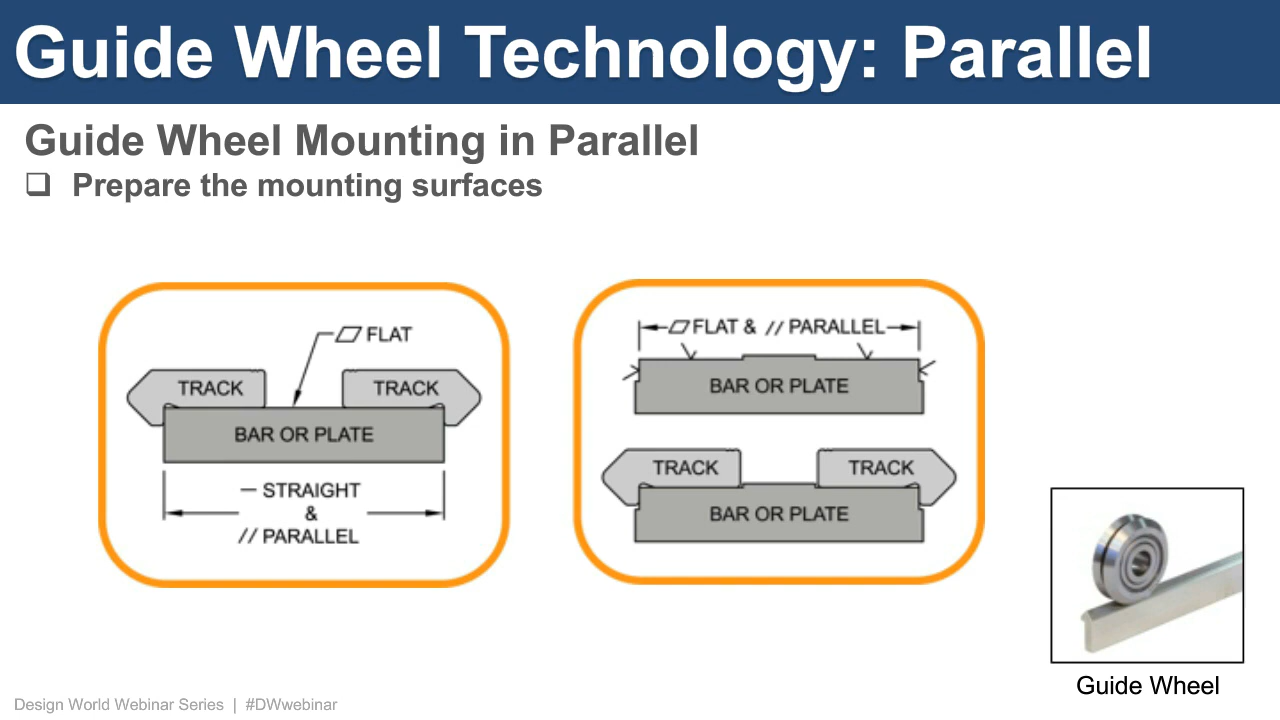 Guide Wheel Technology: Parallel
Guide Wheel Mounting in Parallel
❑ Prepare the mounting surfaces
⏥ FLAT
TRACK TRACK
BAR OR PLATE
— STRAIGHT
&
// PARALLEL
⏥ FLAT & // PARALLEL
BAR OR PLATE
TRACK TRACK
BAR OR PLATE
Guide Wheel
Design World Webinar Series | #DWwebinar